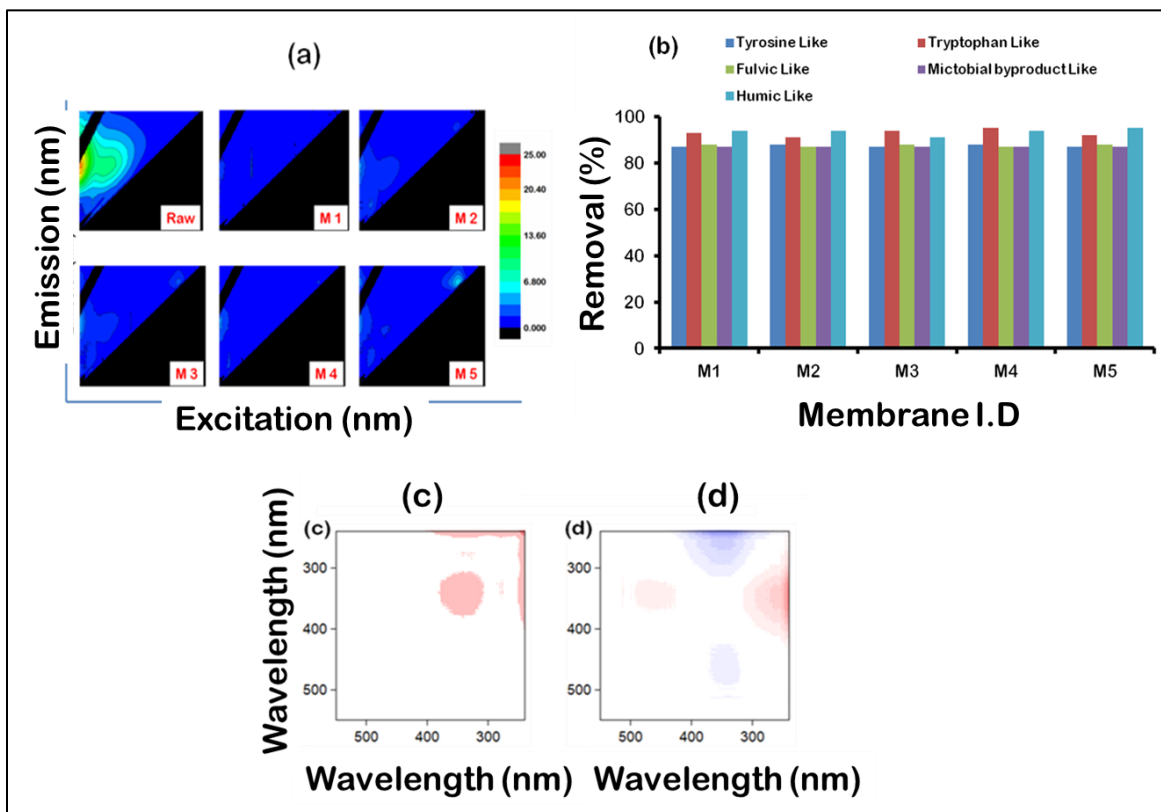 (a)
Emission (nm)
Raw
M 1
M 2
M 3
M 4
M 5
25.00
20.40
13.60
6.800
0.000
Excitation (nm)
(b)
Tyrosine Like
Tryptophan Like
Fulvic Like
Mictobial byproduct Like
Humic Like
Removal (%)
100
80
60
40
20
0
M1
M2
M3
M4
M5
Membrane I.D
(c)
(d)
Wavelength (nm)
(c)
300
400
500
500
400
300
(d)
300
400
500
500
400
300
Wavelength (nm)
Wavelength (nm)